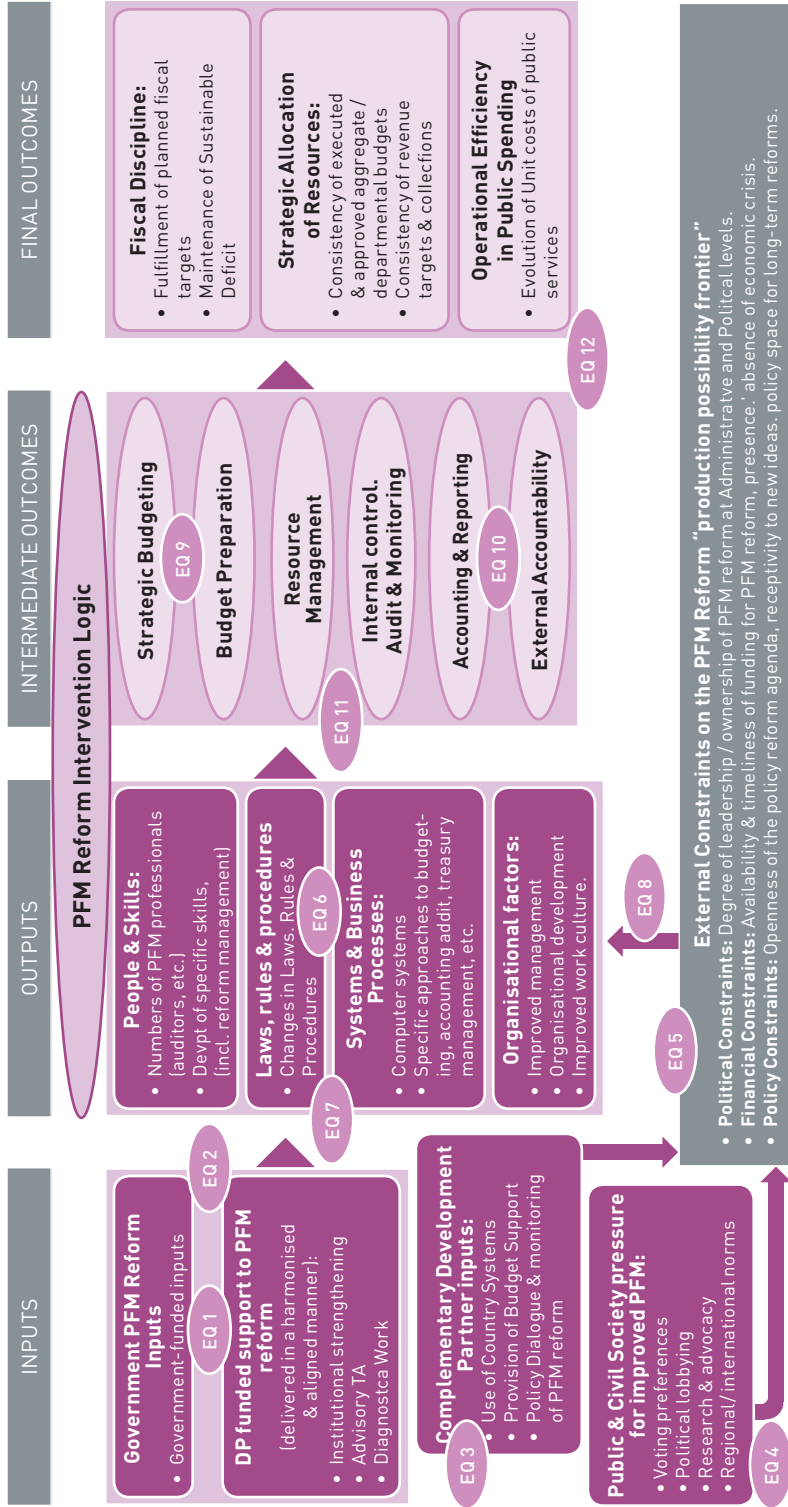 INPUTS
OUTPUTS
INTERMEDIATE OUTCOMES
FINAL OUTCOMES
PFM Reform Intervention Logic
Government PFM Reform
Inputs
• Government-funded inputs
EQ 1
EQ 2
DP funded support to PFM
reform
(delivered in a harmonised
& aligned manner):
• Institutional strengthening
• Advisory TA
• Diagnostca Work
Complementary Development
Partner inputs:
• Use of Country Systems
• Provision of Budget Support
• Policy Dialogue & monitoring
of PFM reform
EQ 3
Public & Civil Society pressure
for improved PFM:
• Voting preferences
• Political lobbying
• Research & advocacy
• Regional/international norms
EQ 4
People & Skills:
• Numbers of PFM professionals
(auditors, etc.)
• Devpt of specific skills,
(incl. reform management)
Laws, rules & procedures
• Changes in Laws. Rules &
Procedures
EQ 6
EQ 7
Systems & Business
Processes:
• Computer systems
• Specific approaches to budget-
ing, accounting addit, treasury
management, etc.
Organisational factors:
• Improved management
• Organisational development
• Improved work culture.
EQ 8
EQ 5
Strategic Budgeting
EQ 9
Budget Preparation
Resource
Management
EQ 11
Internal control.
Audit & Monitoring
Accounting & Reporting
EQ 10
External Accountability
EQ 12
Fiscal Discipline:
• Fulfillment of planned fiscal
targets
• Maintenance of Sustainable
Deficit
Strategic Allocation
of Resources:
• Consistency of executed
& approved aggregate /
departmental budgets
• Consistency of revenue
targets & collecfions
Operational Efficiency
in Public Spending
• Evolution of Unit costs of public
services
External Constraints on the PFM Reform "production possibility frontier"
• Political Constraints: Degree of leadership / ownership of PFM reform at Administratve and Politcal levels.
• Financial Constraints: Availability & timeliness of funding for PFM reform, presence.' absence of economic crisis.
• Policy Constraints: Openness of the policy reform agenda, receptivity to new ideas. policy space for long-term reforms.